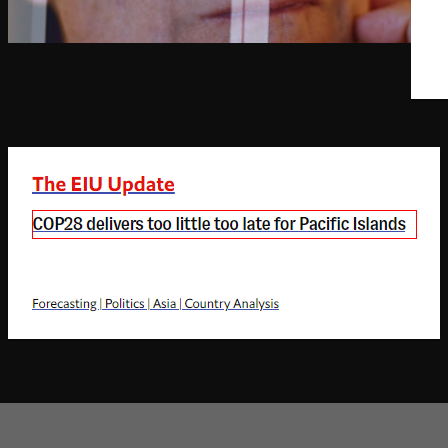 The EIU Update
COP28 delivers too little too late for Pacific Islands
Forecasting | Politics | Asia | Country Analysis